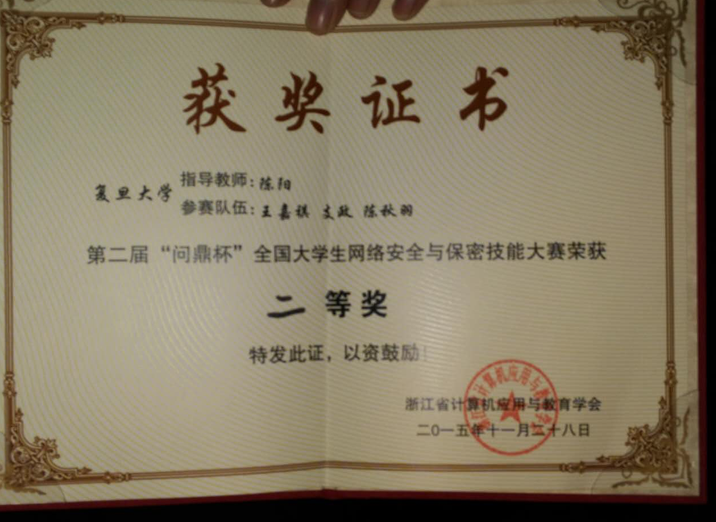 获奖证书
指导教师:陈阳
复旦大学
参赛队伍:王嘉祺 支政 陈秋羽
第二届“问鼎杯”全国大学生网络安全与保密技能大赛荣获
二等奖
特发此证，以资鼓励!
浙江省计算机应用与教育学会
二〇一五年十一月二十八日